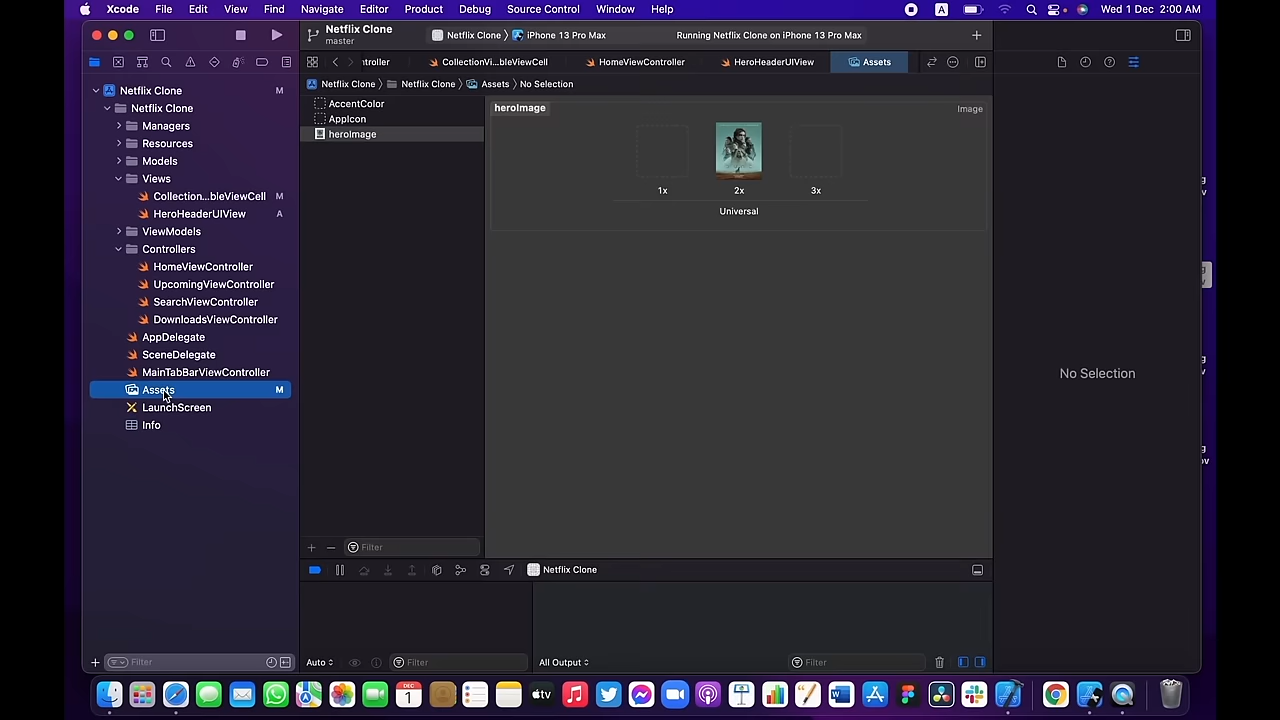 Xcode File Edit View Find Navigate Editor Product Debug Source Control Window Help A Wed 1 Dec 2:00 AM
Netflix Clone
master
Netflix Clone iPhone 13 Pro Max Running Netflix Clone on iPhone 13 Pro Max
ıtroller CollectionVi...bleViewCell HomeViewController HeroHeaderUIView Assets
Netflix Clone Netflix Clone Assets No Selection
Netflix Clone M
Netflix Clone
Managers
Resources
Models
Views
Collection...bleViewCell M
HeroHeaderUIView A
ViewModels
Controllers
HomeViewController
UpcomingViewController
SearchViewController
DownloadsViewController
AppDelegate
SceneDelegate
MainTabBarViewController
Assets M
LaunchScreen
Info
Filter
AccentColor
AppIcon
heroImage
Filter
heroImage Image
1x 2x 3x
Universal
No Selection
Netflix Clone
Auto Filter
All Output Filter
DEC
1
tv
W